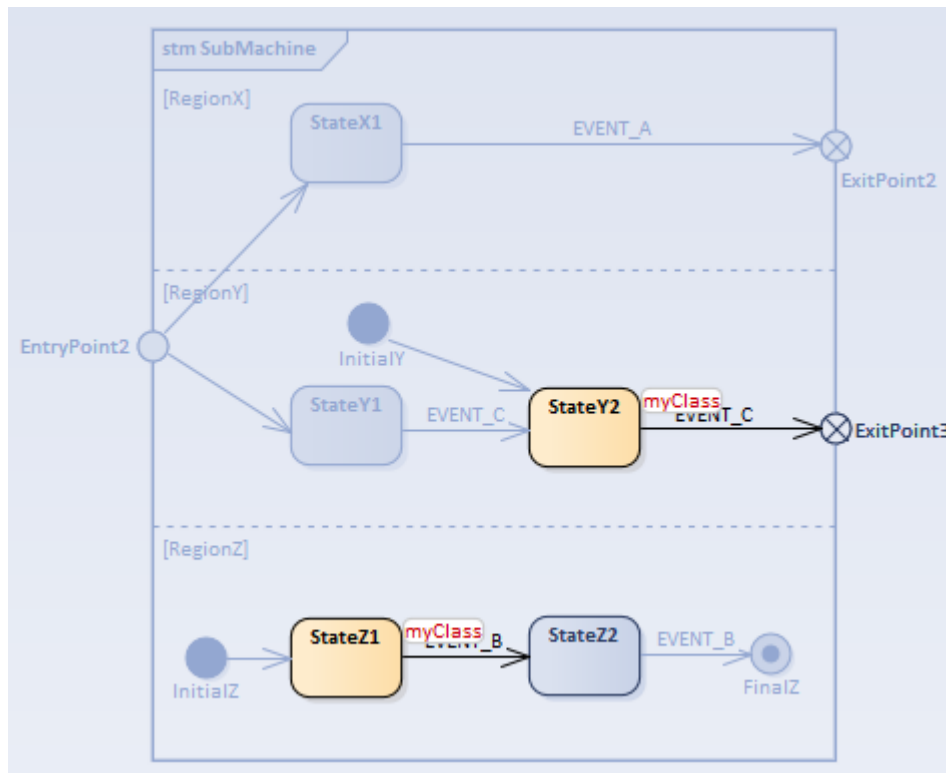 stm SubMachine
[RegionX]
StateX1
EVENT_A
ExitPoint2
[RegionY]
EntryPoint2
InitialY
StateY1
EVENT_C
StateY2
myClass
EVENT_C
ExitPoint3
[RegionZ]
InitialZ
StateZ1
myClass
EVENT_B
StateZ2
EVENT_B
FinalZ